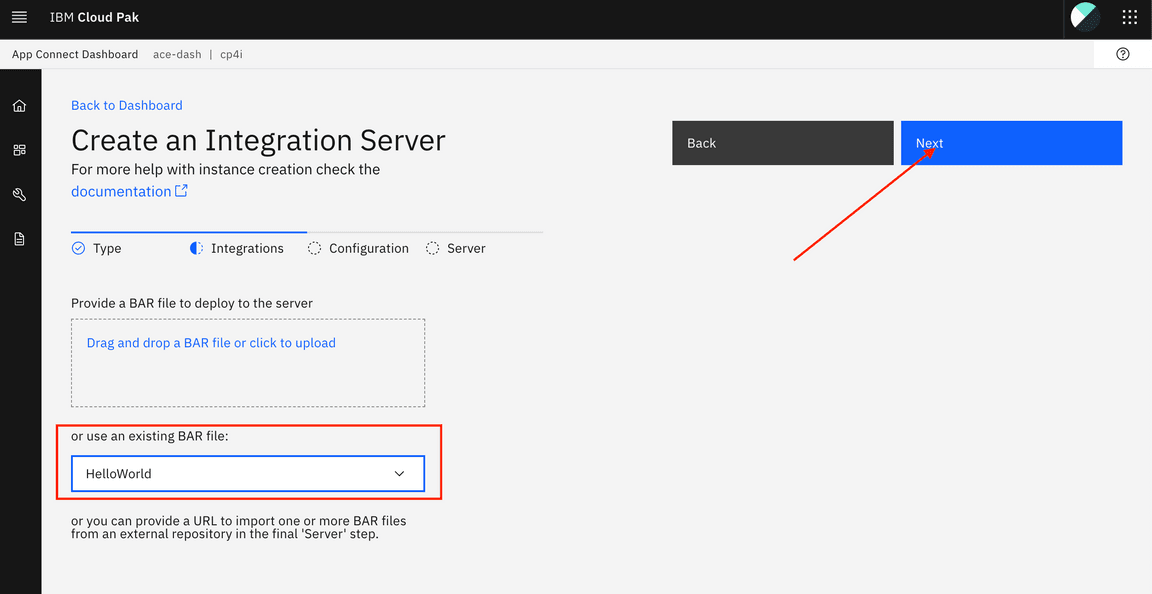 IBM Cloud Pak
App Connect Dashboard ace-dash | cp4i
Back to Dashboard
Create an Integration Server
For more help with instance creation check the
documentation
Back
Next
Type
Integrations
Configuration
Server
Provide a BAR file to deploy to the server
Drag and drop a BAR file or click to upload
or use an existing BAR file:
HelloWorld
or you can provide a URL to import one or more BAR files
from an external repository in the final 'Server' step.